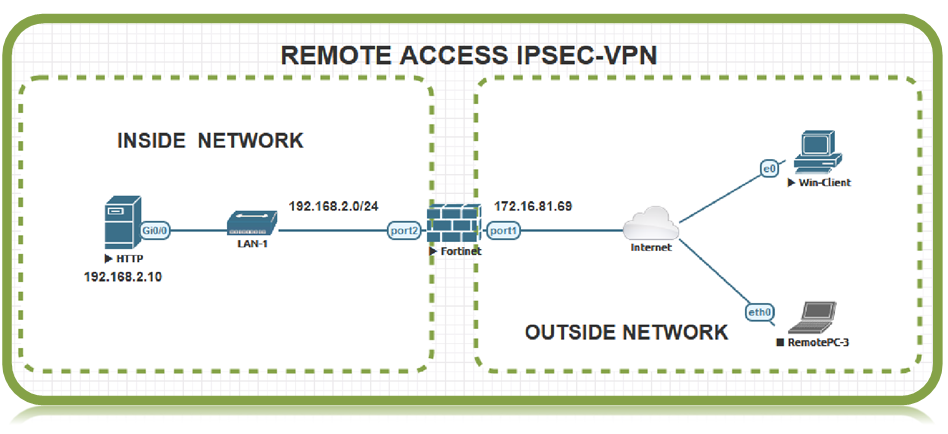 REMOTE ACCESS IPSEC-VPN
INSIDE NETWORK
192.168.2.0/24
172.16.81.69
e0
Win-Client
Gi0/0
LAN-1
port2
port1
Fortinet
Internet
HTTP
192.168.2.10
eth0
OUTSIDE NETWORK
RemotePC-3